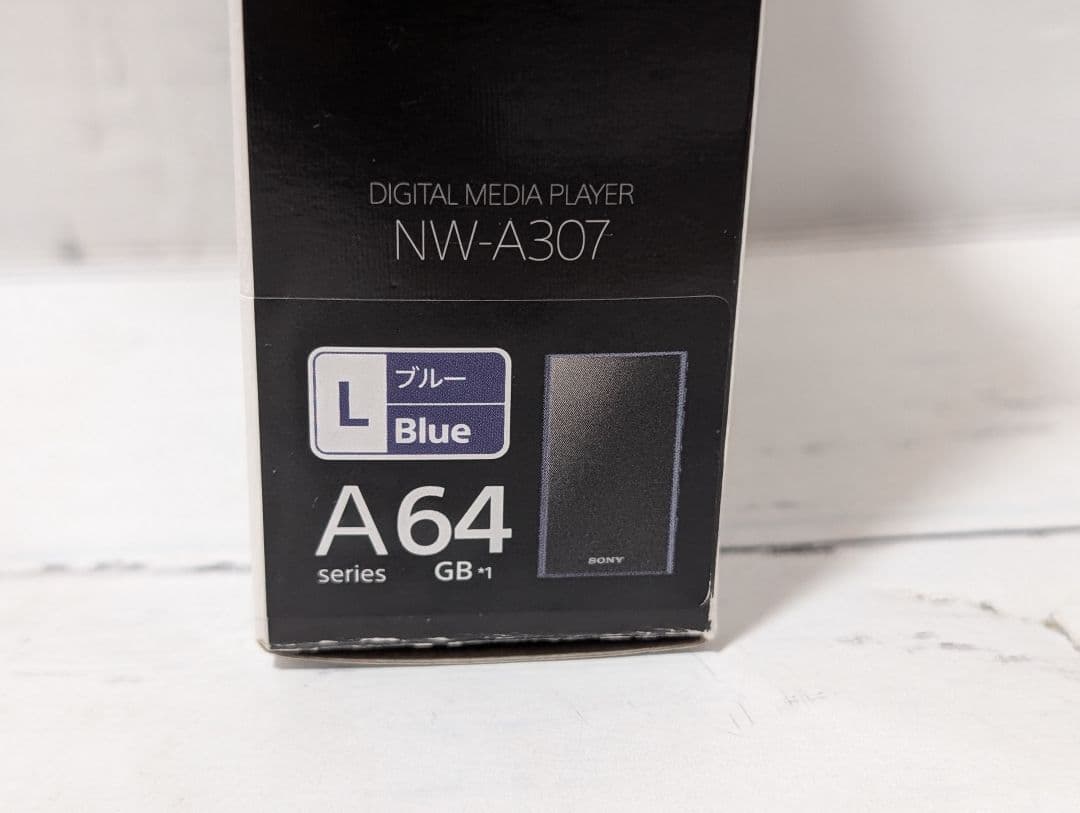 DIGITAL MEDIA PLAYER
NW-A307
L
ブルー
Blue
A 64
series GB *1
SONY